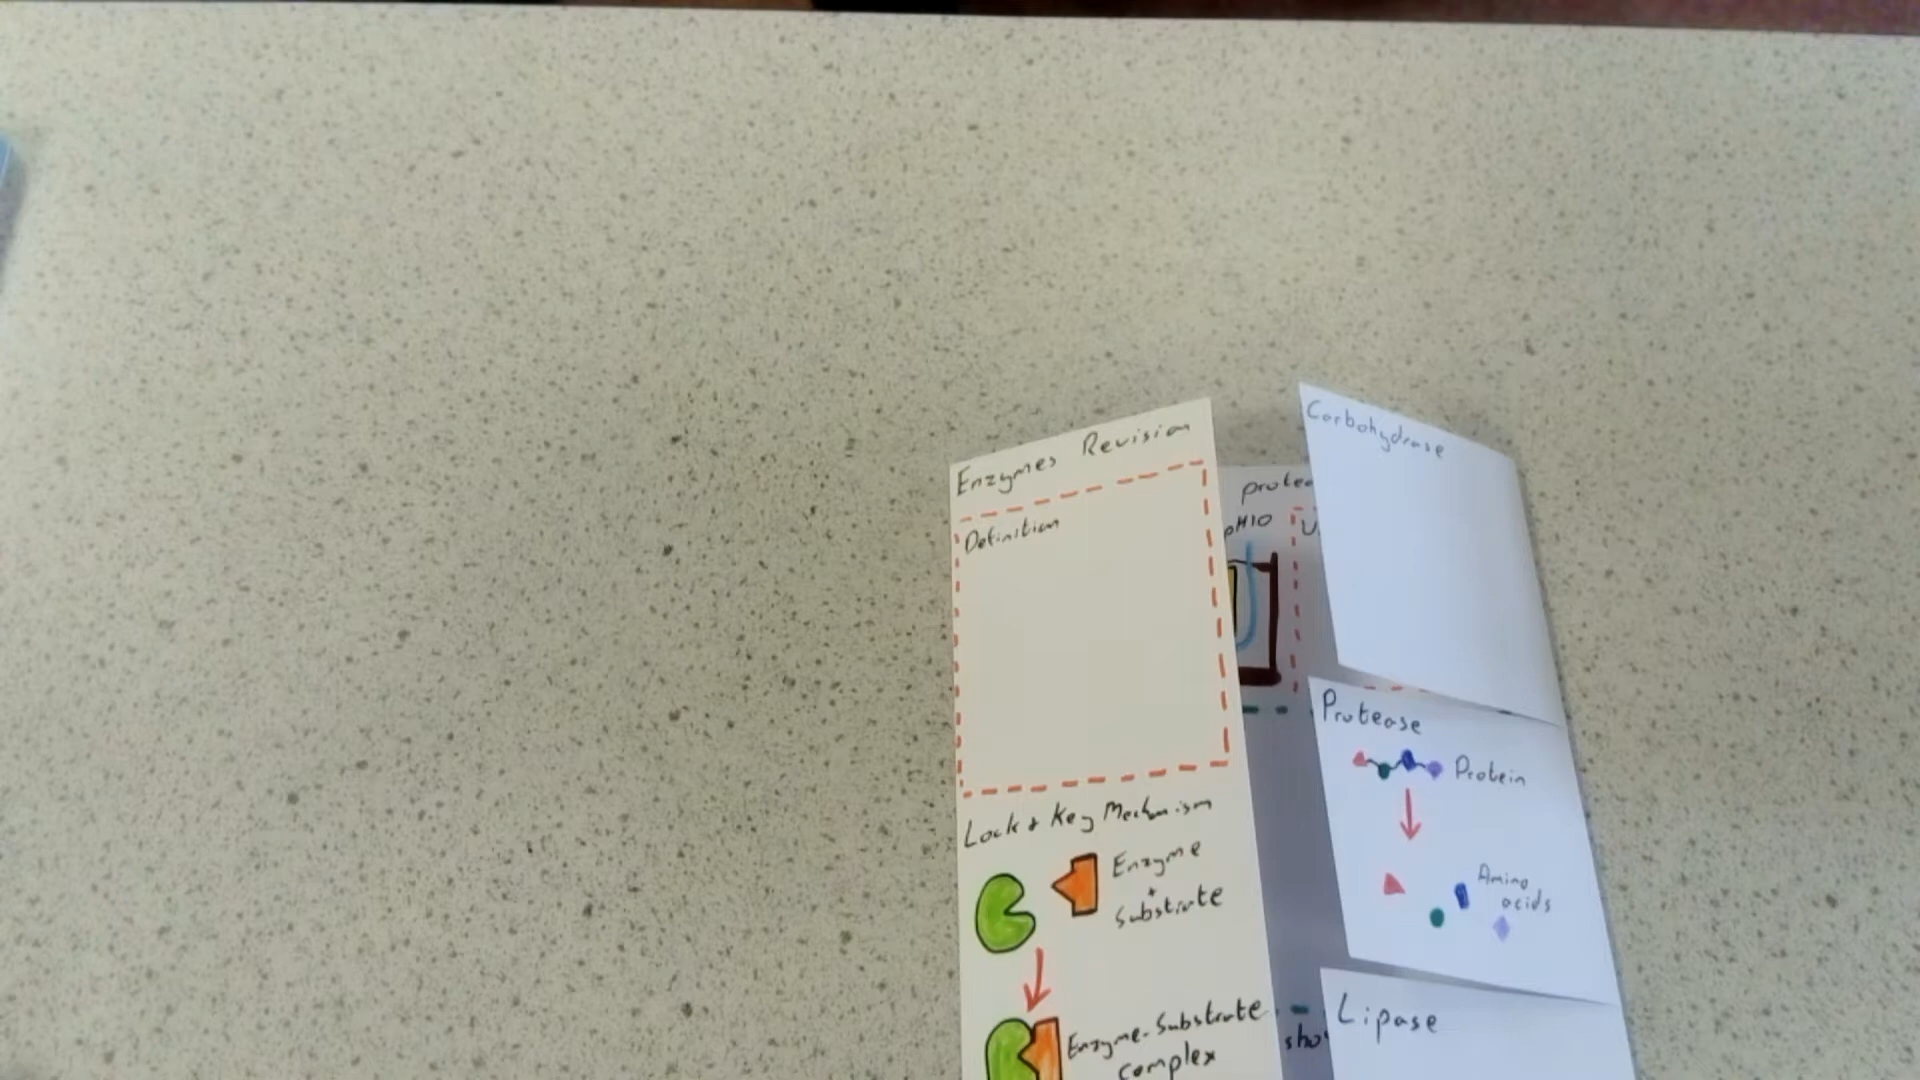 Enzymes Revision
Definition
Lock & Key Mechanism
Enzyme
+
Substrate
Enzyme-Substrate
Complex
pH10
Carbohydrase
Protease
Protein
Amino
acids
Lipase